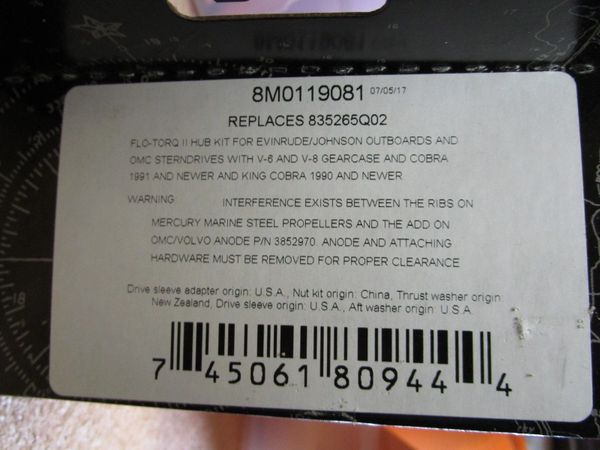 8M0119081 07/05/17
REPLACES 835265Q02
FLO-TORQ II HUB KIT FOR EVINRUDE/JOHNSON OUTBOARDS AND
OMC STERNDRIVES WITH V-6 AND V-8 GEARCASE AND COBRA
1991 AND NEWER AND KING COBRA 1990 AND NEWER
WARNING: INTERFERENCE EXISTS BETWEEN THE RIBS ON
MERCURY MARINE STEEL PROPELLERS AND THE ADD ON
OMC/VOLVO ANODE P/N 3852970. ANODE AND ATTACHING
HARDWARE MUST BE REMOVED FOR PROPER CLEARANCE
Drive sleeve adapter origin: U.S.A., Nut kit origin: China, Thrust washer origin:
New Zealand, Drive sleeve origin: U.S.A., Aft washer origin: U.S.A.
7 45061 80944 4